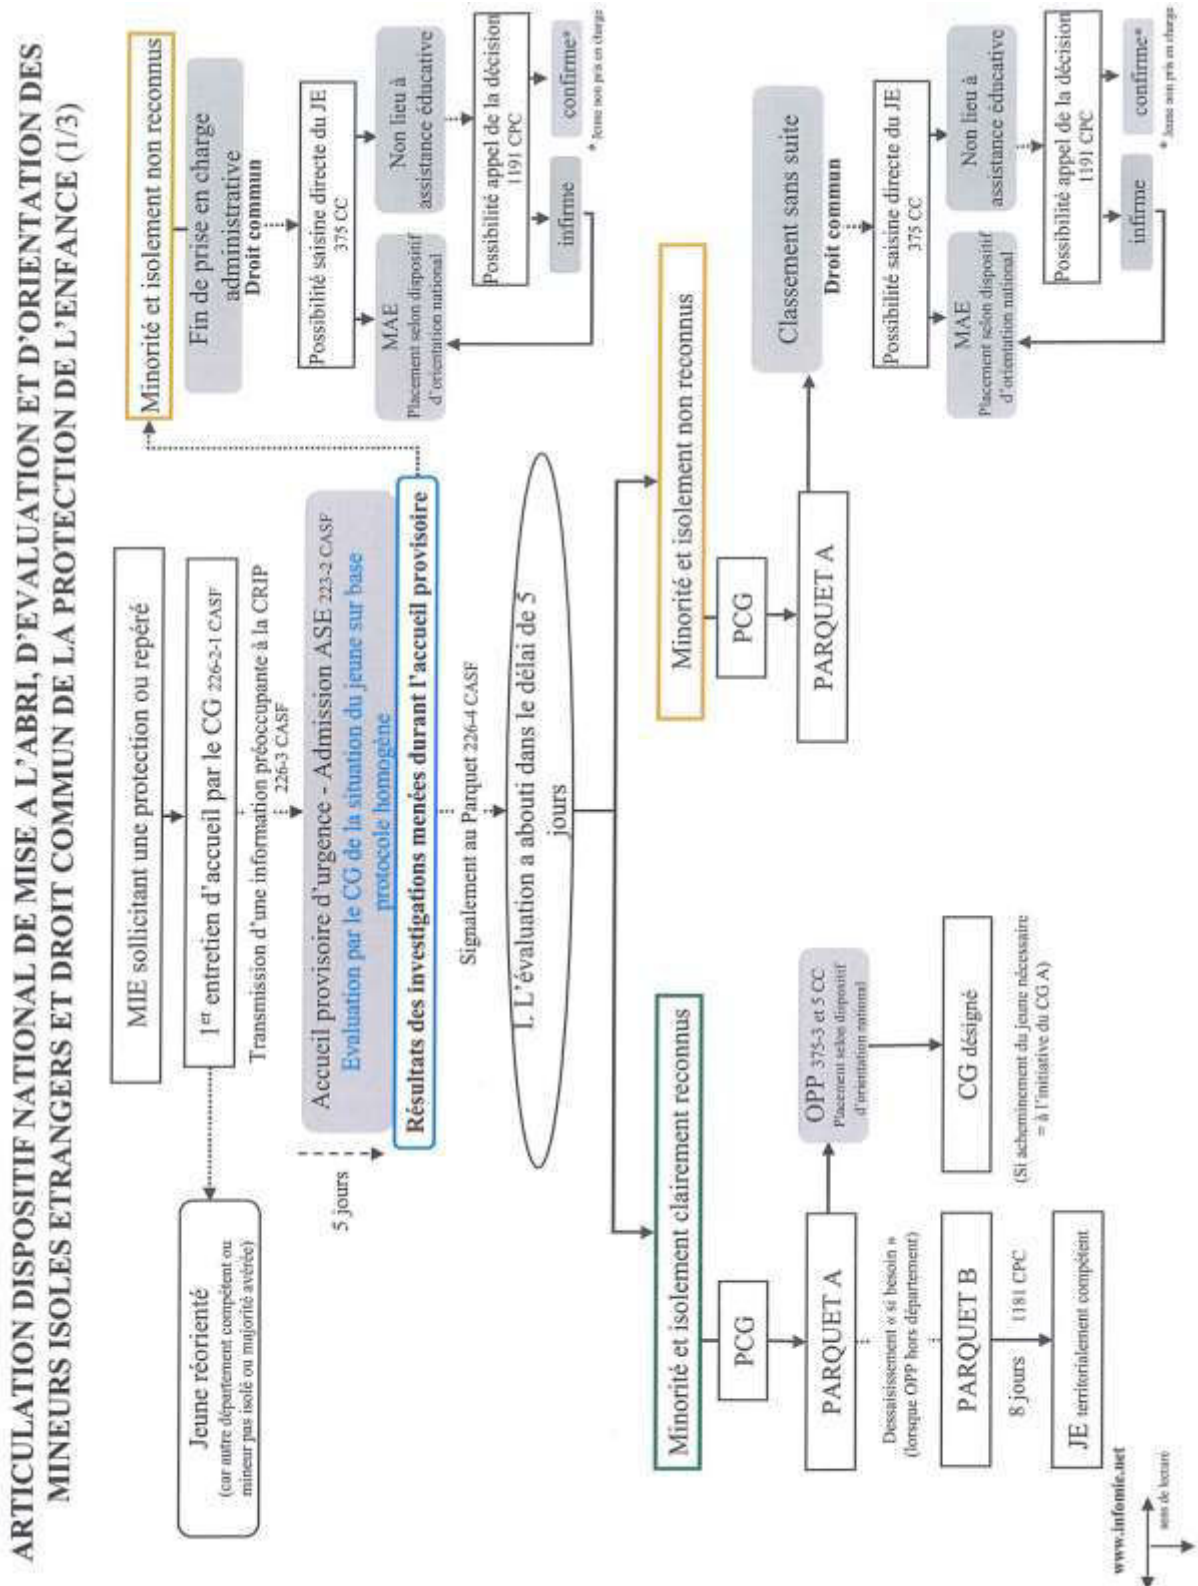 ARTICULATION DISPOSITIF NATIONAL DE MISE A L'ABRI, D'EVALUATION ET D'ORIENTATION DES
MINEURS ISOLES ETRANGERS ET DROIT COMMUN DE LA PROTECTION DE L'ENFANCE (1/3)
MIE sollicitant une protection ou repéré
1er entretien d'accueil par le CG 226-2-1 CASF
Jeune réorienté
(car autre département compétent ou
mineur pas isolé ou majorité avérée)
Transmission d'une information préoccupante à la CRIP
226-3 CASF
5 jours
Accueil provisoire d'urgence - Admission ASE 223-2 CASF
Evaluation par le CG de la situation du jeune sur base
protocole homogène
Résultats des investigations menées durant l'accueil provisoire
Minorité et isolement non reconnus
Fin de prise en charge
administrative
Droit commun
Possibilité saisine directe du JE
375 CC
MAE
Placement selon dispositif
d'orientation national
Non lieu à
assistance éducative
Possibilité appel de la décision
1191 CPC
infirme
confirme*
* Jeune non pris en charge
Signalement au Parquet 226-4 CASF
I. L'évaluation a abouti dans le délai de 5
jours
Minorité et isolement clairement reconnus
PCG
PARQUET A
OPP 375-3 et 5 CC
Placement selon dispositif
d'orientation national
CG désigné
(Si acheminement du jeune nécessaire
= à l'initiative du CG A)
Dessaisissement « si besoin »
(lorsque OPP hors département)
PARQUET B
8 jours
1181 CPC
JE territorialement compétent
Minorité et isolement non reconnus
PCG
PARQUET A
Classement sans suite
Droit commun
Possibilité saisine directe du JE
375 CC
MAE
Placement selon dispositif
d'orientation national
Non lieu à
assistance éducative
Possibilité appel de la décision
1191 CPC
infirme
confirme*
* Jeune non pris en charge
www.infomie.net
sens de lecture